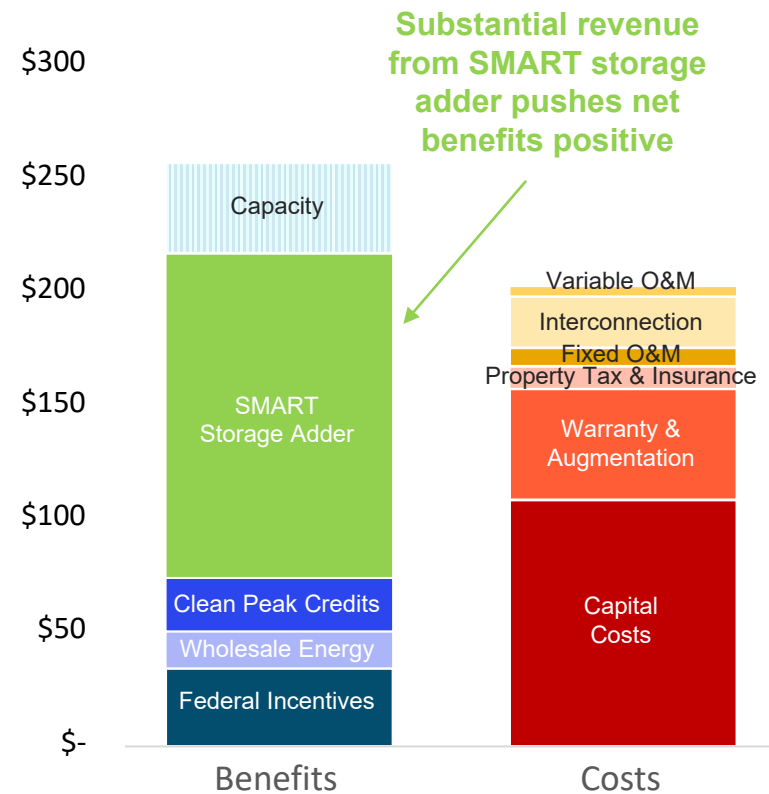 Substantial revenue
from SMART storage
adder pushes net
benefits positive
$300
$250
$200
$150
$100
$50
$-
Capacity
SMART
Storage Adder
Clean Peak Credits
Wholesale Energy
Federal Incentives
Variable O&M
Interconnection
Fixed O&M
Property Tax & Insurance
Warranty &
Augmentation
Capital
Costs
Benefits
Costs